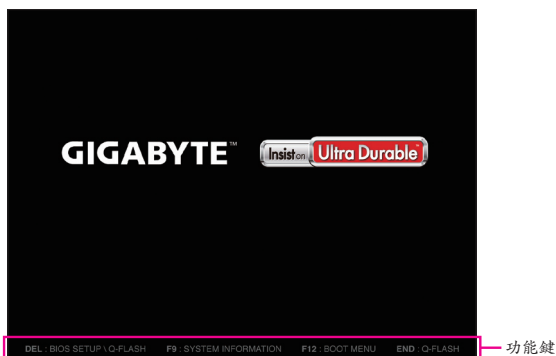 GIGABYTE™
Insist on Ultra Durable™
DEL : BIOS SETUP \ Q-FLASH F9 : SYSTEM INFORMATION F12 : BOOT MENU END : Q-FLASH
功能鍵